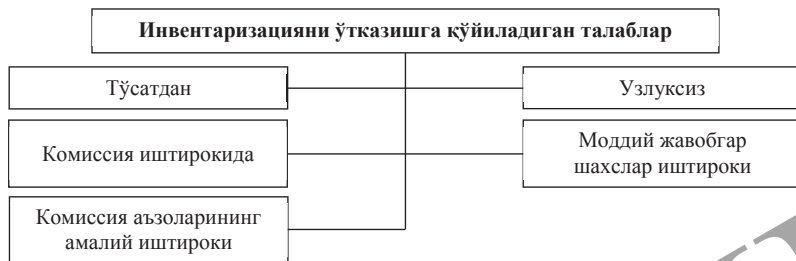 Инвентаризацияни ўтказишга қўйиладиган талаблар
Тўсатдан
Узлуксиз
Комиссия иштирокида
Моддий жавобгар
шахслар иштироки
Комиссия аъзоларининг
амалий иштироки